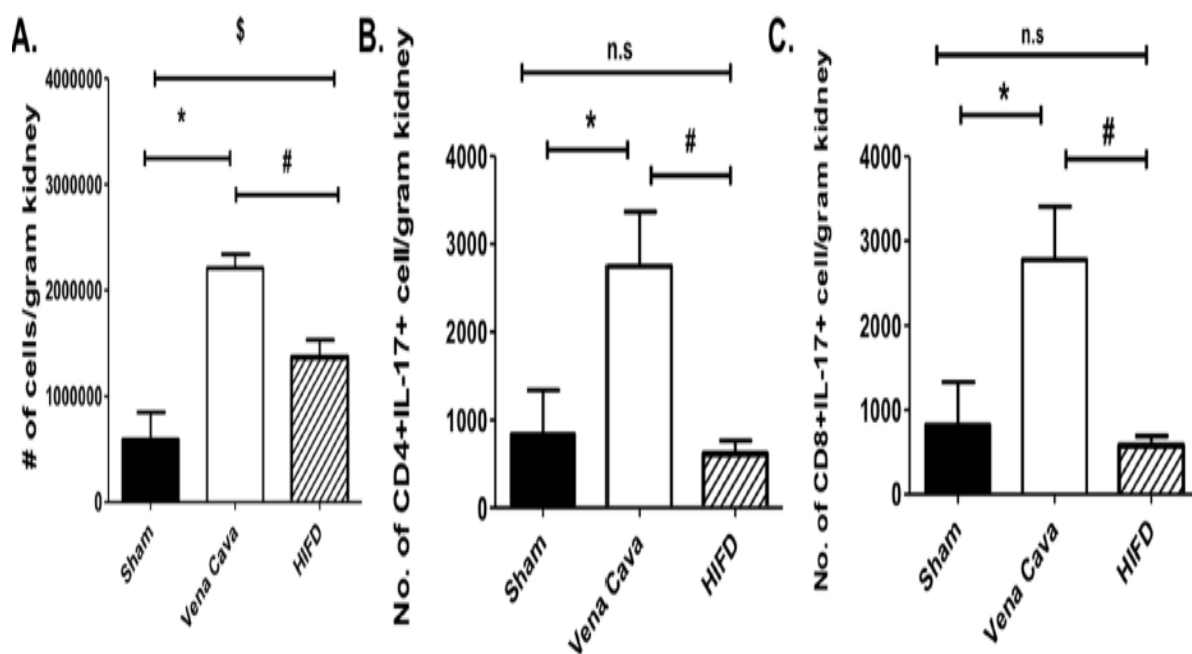 A.
# of cells/gram kidney
4000000
3000000
2000000
1000000
0
$
*
#
Sham
Vena Cava
HIFD
B.
No. of CD4+IL-17+ cell/gram kidney
4000
3000
2000
1000
0
n.s
*
#
Sham
Vena Cava
HIFD
C.
No. of CD8+IL-17+ cell/gram kidney
4000
3000
2000
1000
0
n.s
*
#
Sham
Vena Cava
HIFD